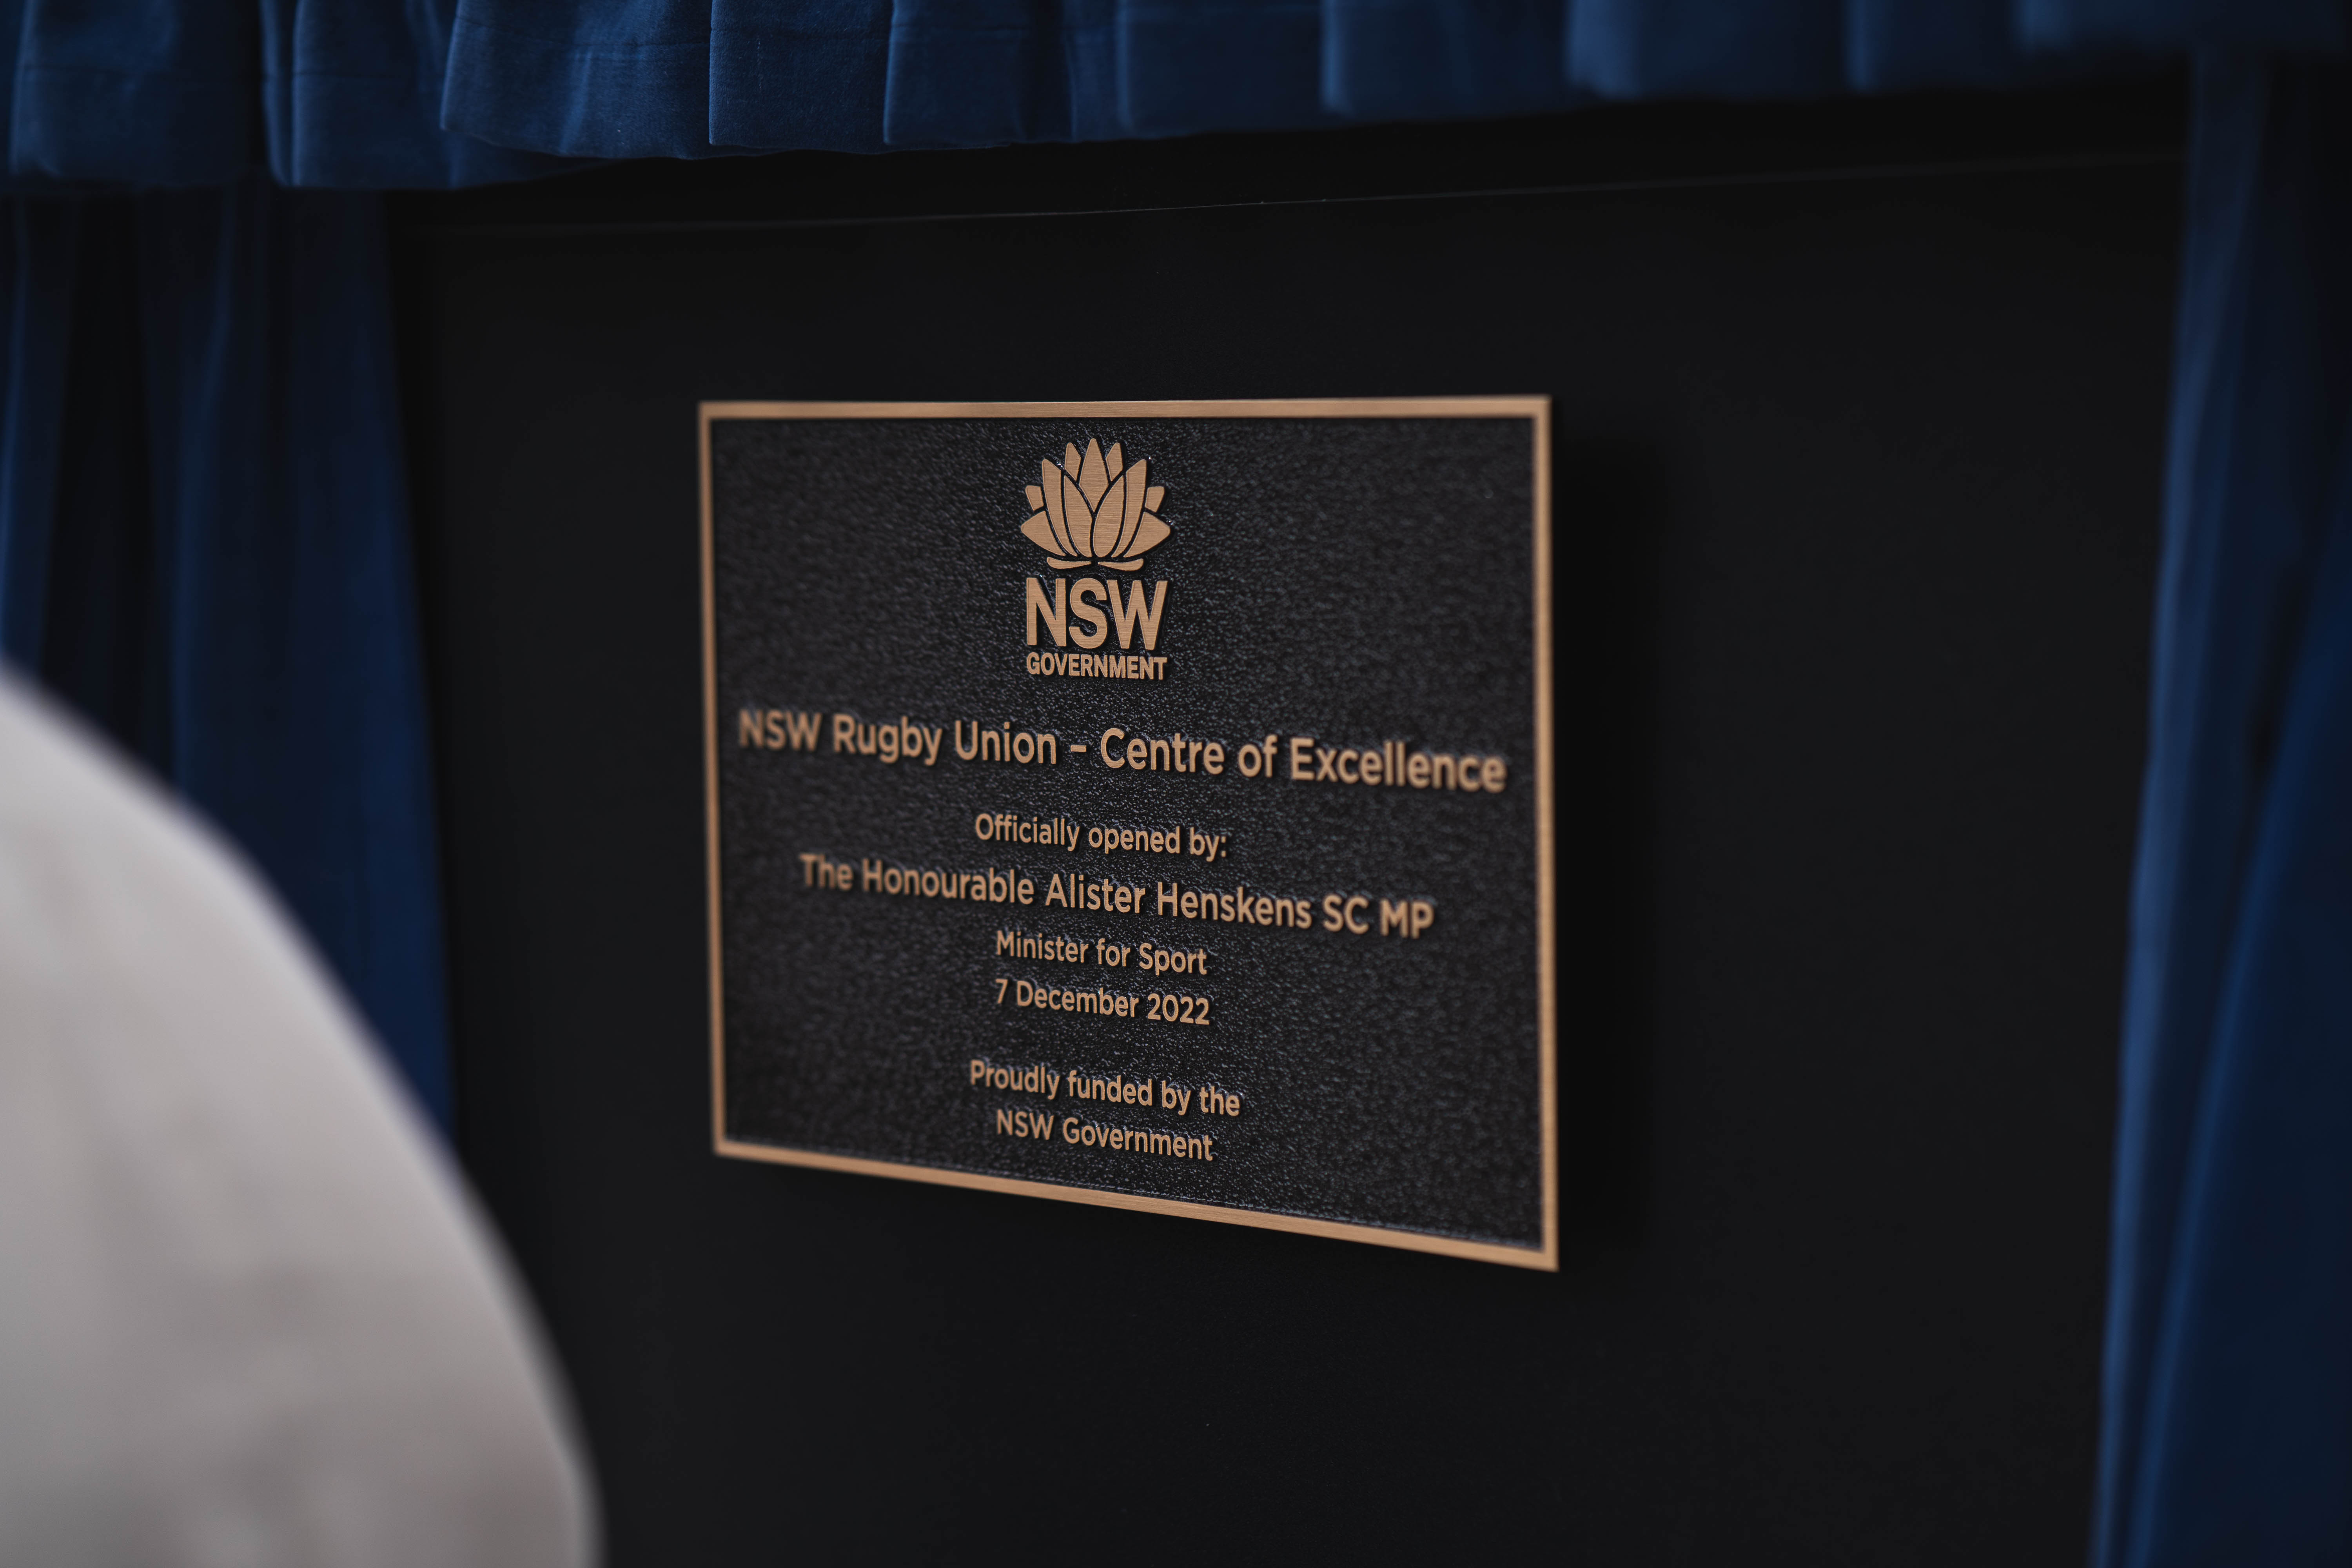 NSW
GOVERNMENT
NSW Rugby Union – Centre of Excellence
Officially opened by:
The Honourable Alister Henskens SC MP
Minister for Sport
7 December 2022
Proudly funded by the
NSW Government